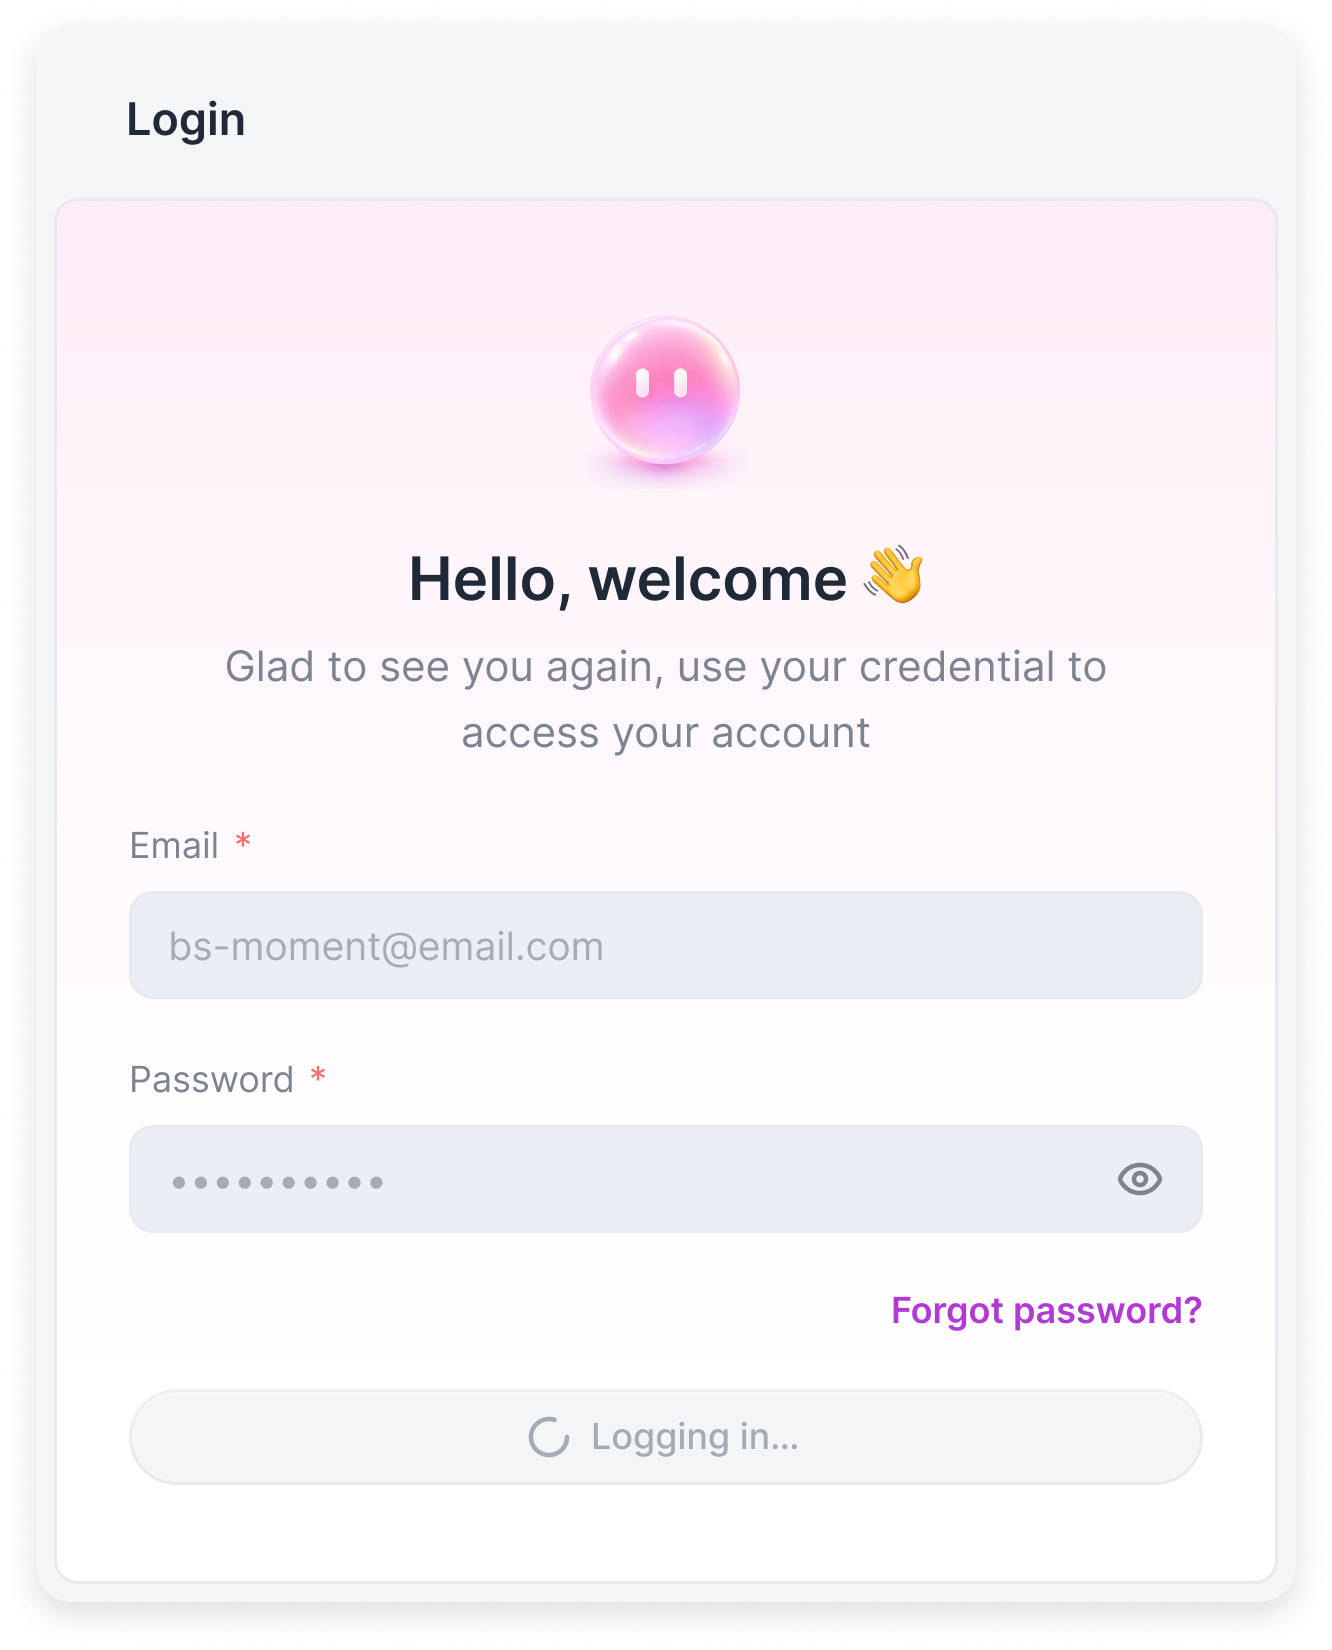 Login
Hello, welcome 👋
Glad to see you again, use your credential to
access your account
Email *
bs-moment@email.com
Password *
••••••••••
Forgot password?
Logging in...